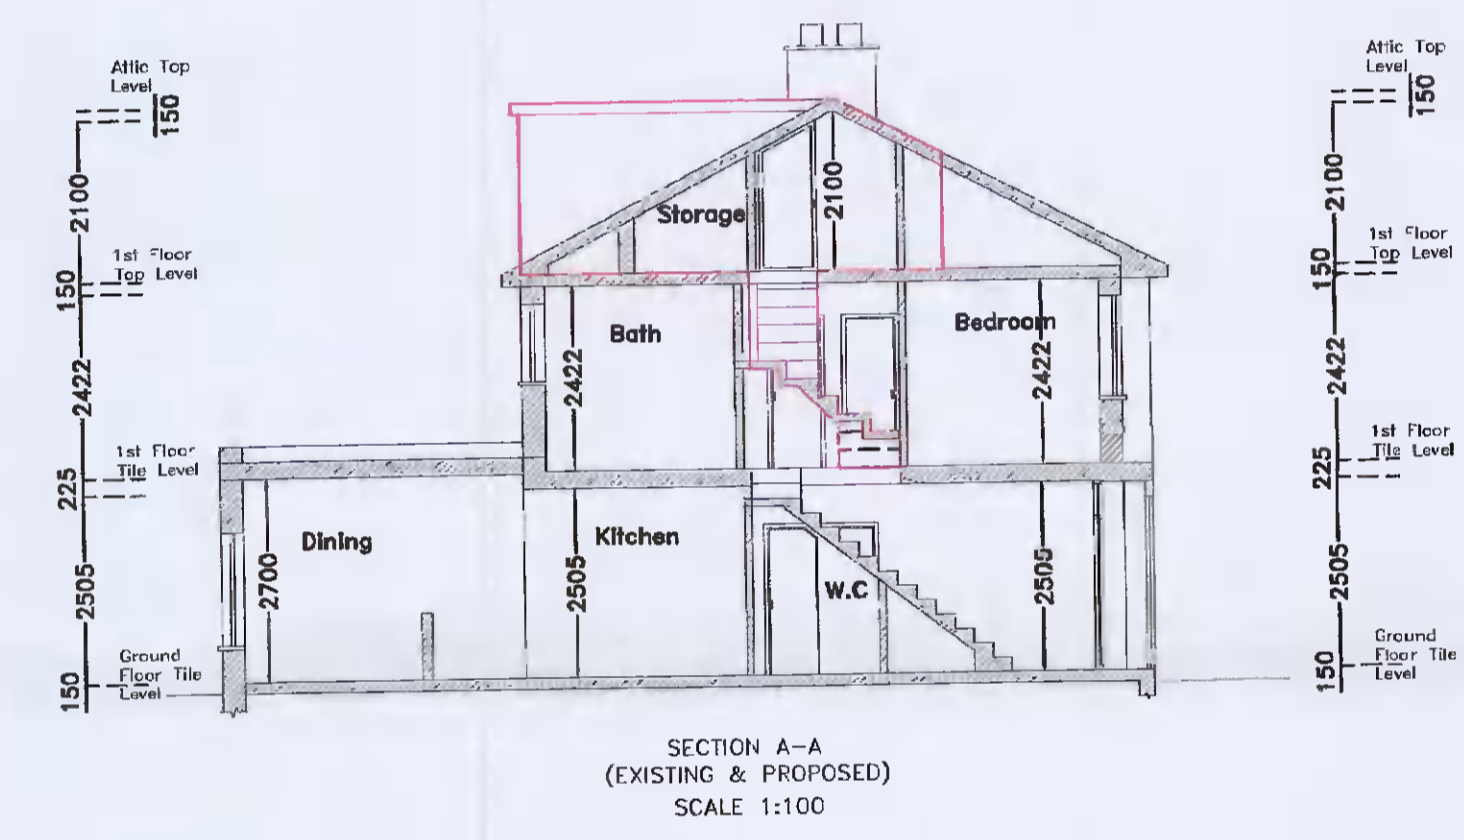 Attic Top
Level
150
2100
1st Floor
Top Level
150
2422
1st Floor
Tile Level
225
2505
Ground
Floor Tile
Level
150
Storage
2100
Bath
2422
Bedroom
2422
Dining
2700
Kitchen
2505
W.C
2505
Attic Top
Level
150
2100
1st Floor
Top Level
150
2422
1st Floor
Tile Level
225
2505
Ground
Floor Tile
Level
150
SECTION A-A
(EXISTING & PROPOSED)
SCALE 1:100